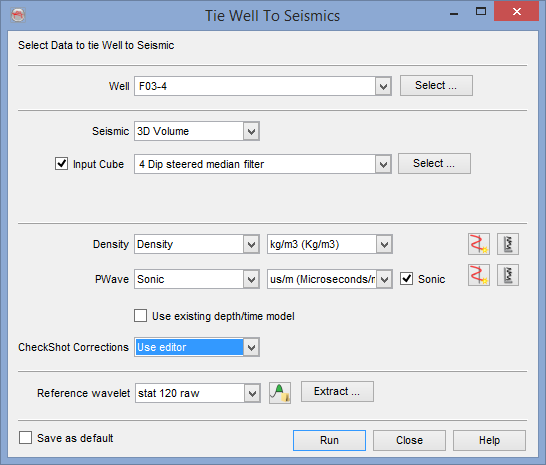 Tie Well To Seismics
Select Data to tie Well to Seismic
Well F03-4 Select ...
Seismic 3D Volume
Input Cube 4 Dip steered median filter Select ...
Density Density kg/m3 (Kg/m3)
PWave Sonic us/m (Microseconds/r Sonic
Use existing depth/time model
CheckShot Corrections Use editor
Reference wavelet stat 120 raw Extract ...
Save as default Run Close Help